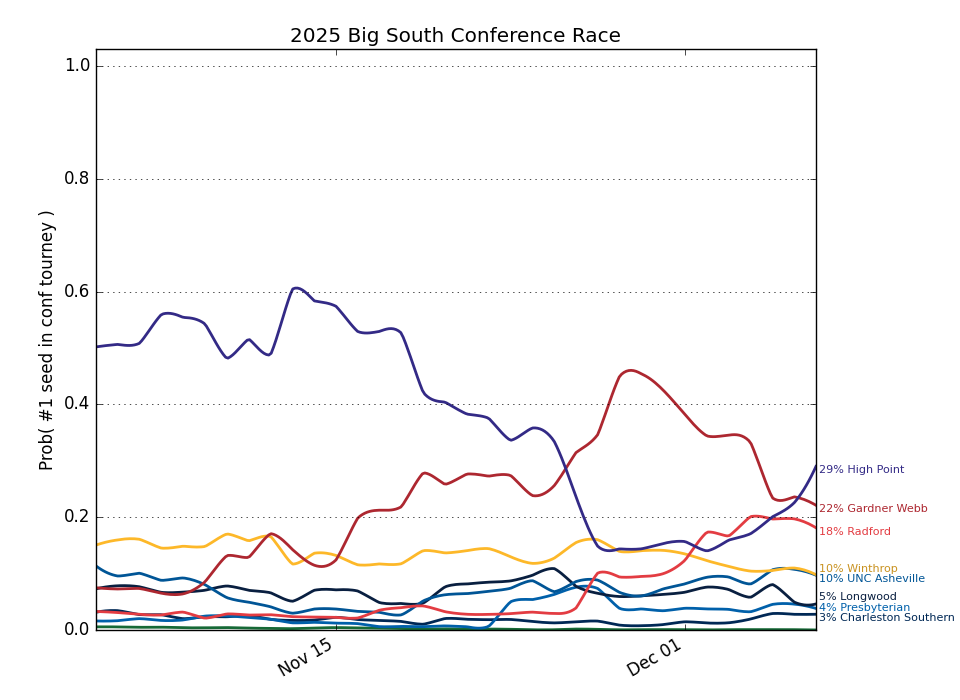 2025 Big South Conference Race
Prob( #1 seed in conf tourney )
1.0
0.8
0.6
0.4
0.2
0.0
Nov 15
Dec 01
29% High Point
22% Gardner Webb
18% Radford
10% Winthrop
10% UNC Asheville
5% Longwood
4% Presbyterian
3% Charleston Southern